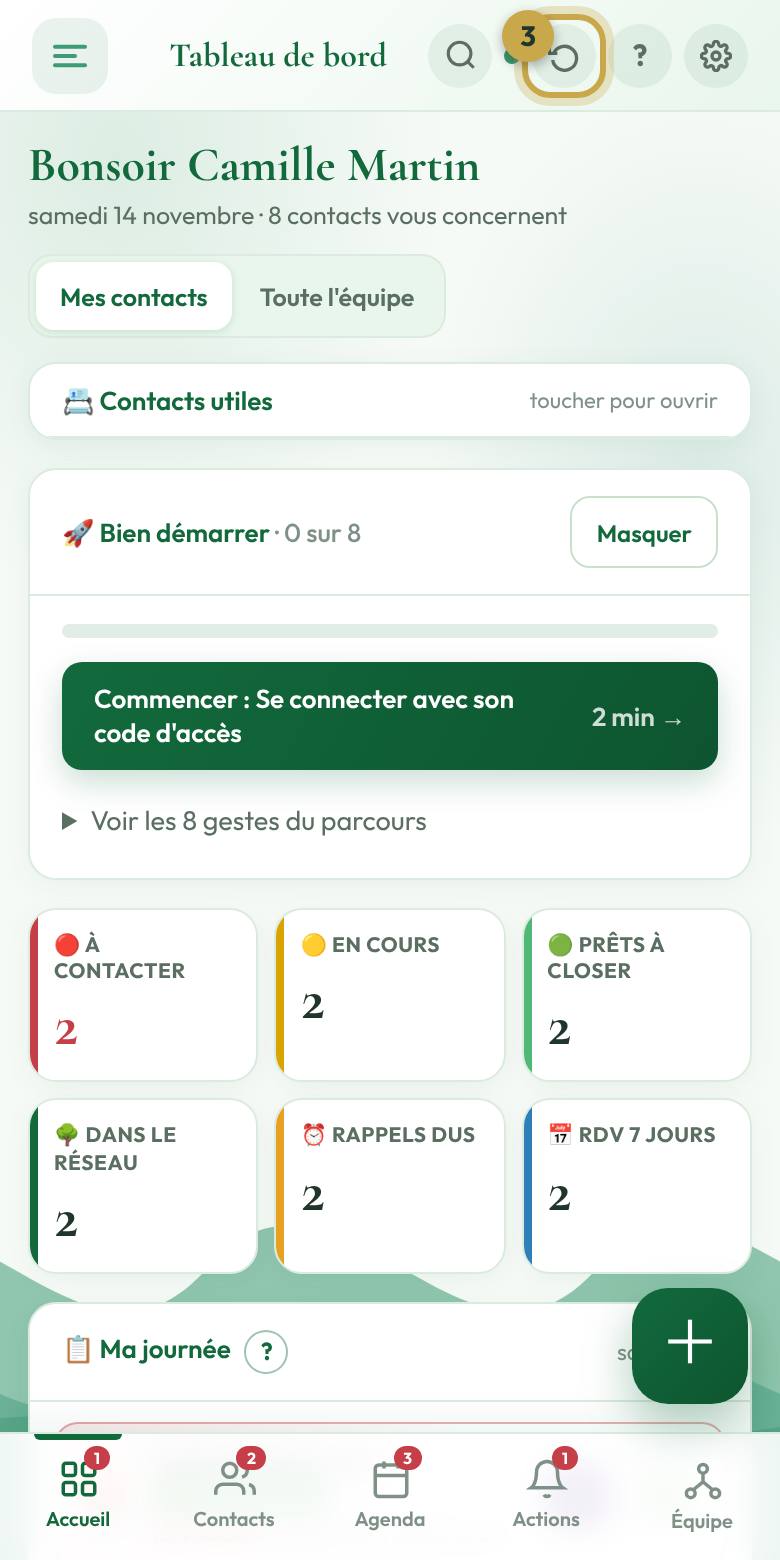 Tableau de bord
3
?
Bonsoir Camille Martin
samedi 14 novembre · 8 contacts vous concernent
Mes contacts
Toute l'équipe
📇 Contacts utiles
toucher pour ouvrir
🚀 Bien démarrer · 0 sur 8
Masquer
Commencer : Se connecter avec son
code d'accès
2 min →
▶ Voir les 8 gestes du parcours
🔴 À
CONTACTER
2
🟡 EN COURS
2
🟢 PRÊTS À
CLOSER
2
🌳 DANS LE
RÉSEAU
2
⏰ RAPPELS DUS
2
📅 RDV 7 JOURS
2
📋 Ma journée
?
1
Accueil
2
Contacts
3
Agenda
1
Actions
Équipe